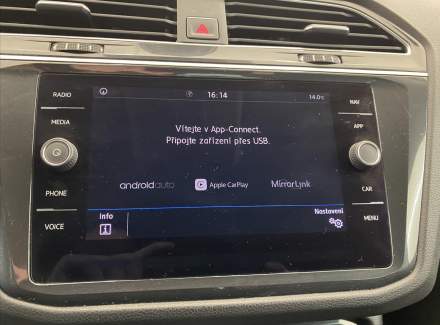 RADIO
MEDIA
PHONE
VOICE
16:14
14.0°C
Vítejte v App-Connect.
Připojte zařízení přes USB.
androidauto
Apple CarPlay
MirrorLink
Info
Nastavení
NAV
APP
CAR
MENU